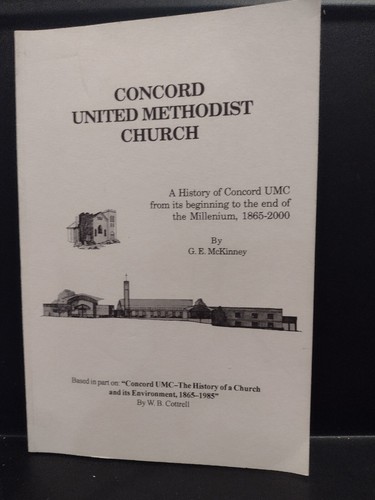 CONCORD
UNITED METHODIST
CHURCH
A History of Concord UMC
from its beginning to the end of
the Millenium, 1865-2000
By
G. E. McKinney
Based in part on: "Concord UMC–The History of a Church
and its Environment, 1865–1985"
By W. B. Cottrell